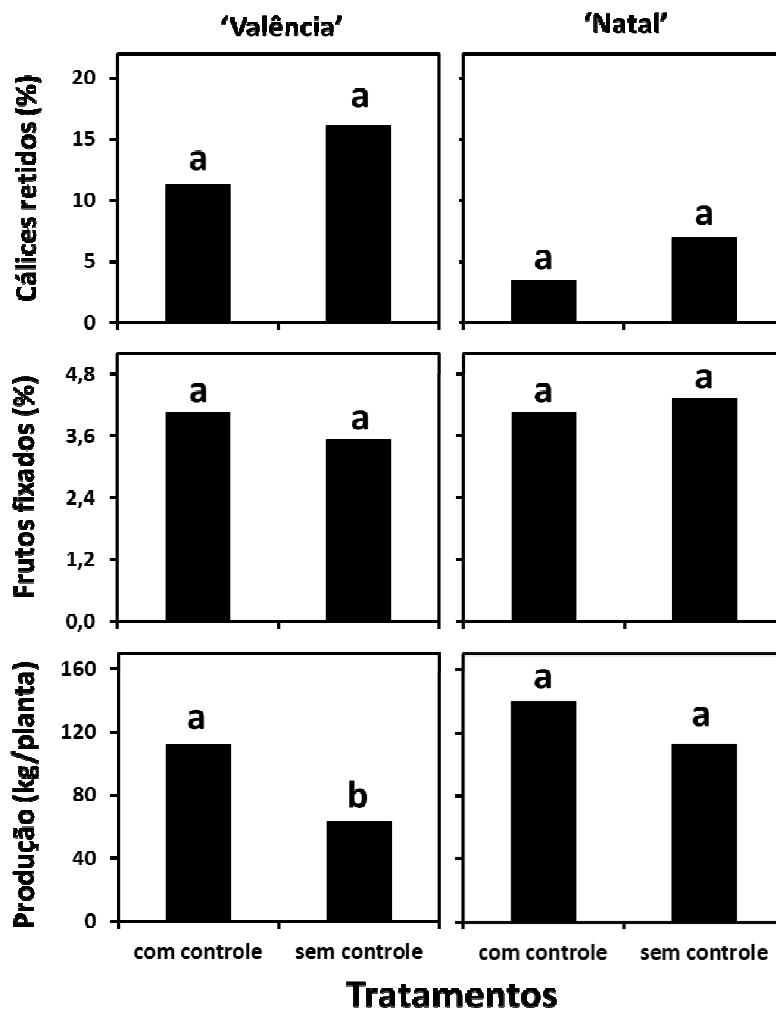 ‘Valência’
‘Natal’
Cálices retidos (%)
20
15
10
5
0
a
a
a
a
Frutos fixados (%)
4,8
3,6
2,4
1,2
0,0
a
a
a
a
Produção (kg/planta)
160
120
80
40
0
a
b
a
a
com controle
sem controle
com controle
sem controle
Tratamentos